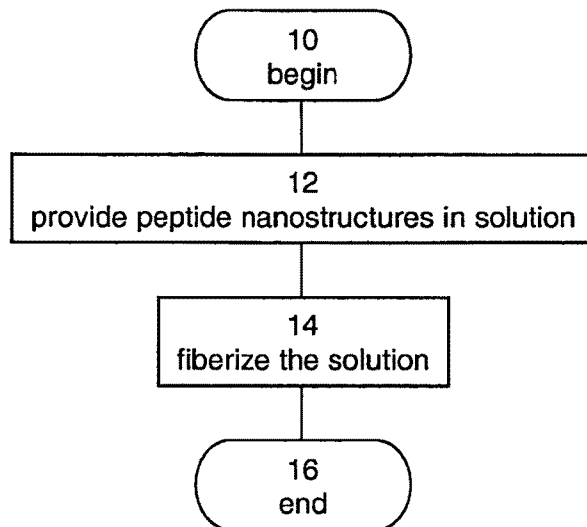 10
begin
12
provide peptide nanostructures in solution
14
fiberize the solution
16
end